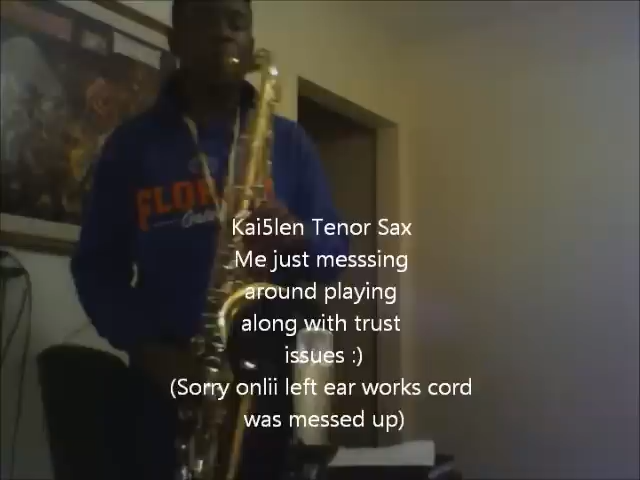 FLORIDA
Kai5len Tenor Sax
Me just messsing
around playing
along with trust
issues :)
(Sorry onlii left ear works cord
was messed up)